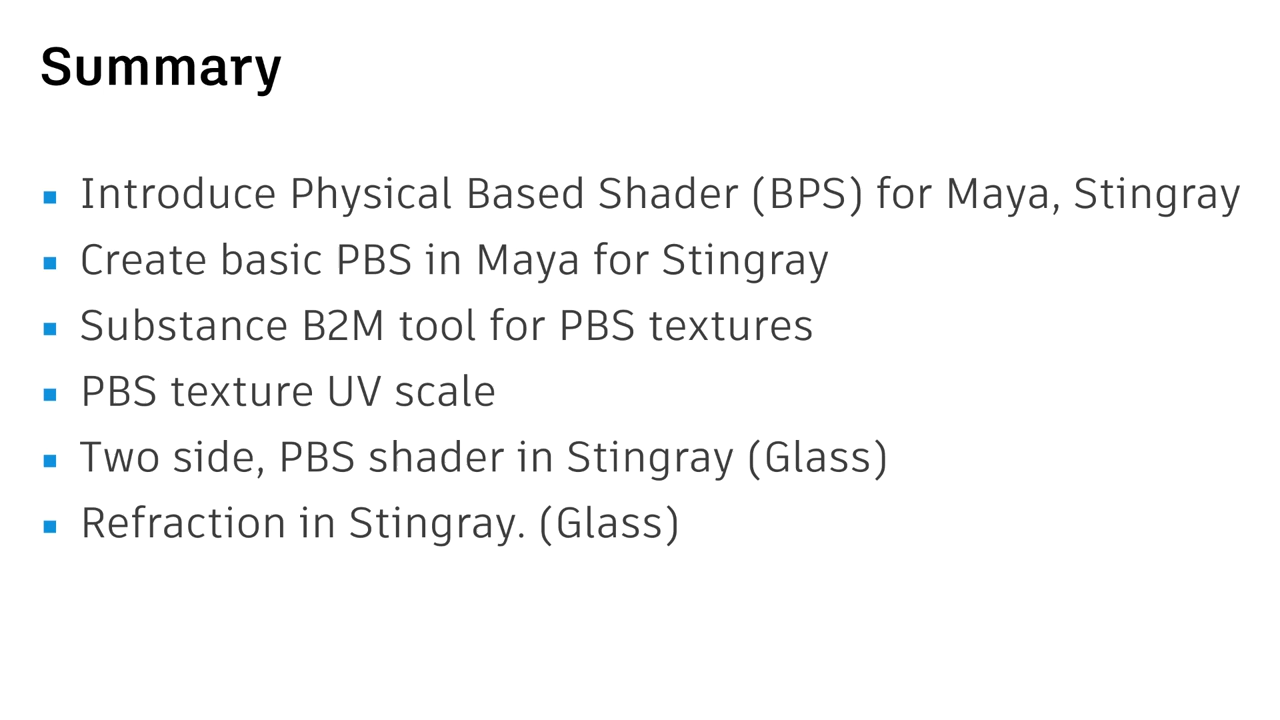 Summary
Introduce Physical Based Shader (BPS) for Maya, Stingray
Create basic PBS in Maya for Stingray
Substance B2M tool for PBS textures
PBS texture UV scale
Two side, PBS shader in Stingray (Glass)
Refraction in Stingray. (Glass)